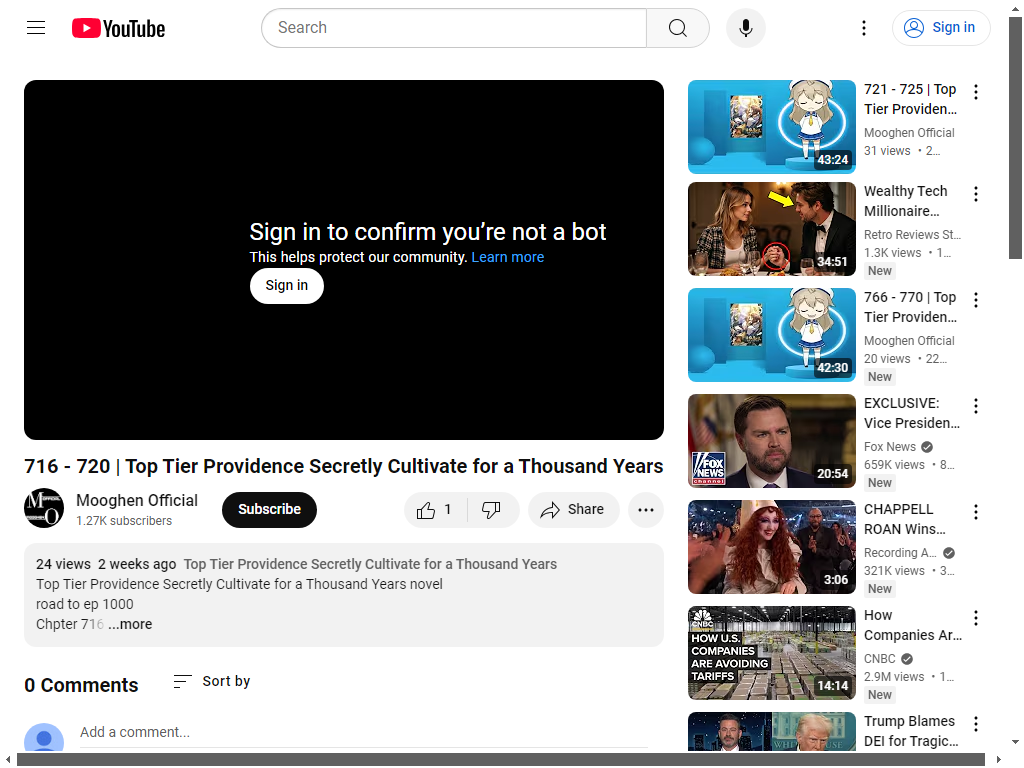 YouTube
Search
Sign in
Sign in to confirm you're not a bot
This helps protect our community. Learn more
Sign in
716 - 720 | Top Tier Providence Secretly Cultivate for a Thousand Years
Mooghen Official
1.27K subscribers
Subscribe
1
Share
24 views 2 weeks ago Top Tier Providence Secretly Cultivate for a Thousand Years
Top Tier Providence Secretly Cultivate for a Thousand Years novel
road to ep 1000
Chpter 716 ...more
0 Comments
Sort by
Add a comment...
43:24
721 - 725 | Top
Tier Providen...
Mooghen Official
31 views • 2...
34:51
Wealthy Tech
Millionaire...
Retro Reviews St...
1.3K views • 1...
New
42:30
766 - 770 | Top
Tier Providen...
Mooghen Official
20 views • 22...
New
FOX
NEWS
channel
20:54
EXCLUSIVE:
Vice Presiden...
Fox News
659K views • 8...
New
3:06
CHAPPELL
ROAN Wins...
Recording A...
321K views • 3...
New
CNBC
HOW U.S.
COMPANIES
ARE AVOIDING
TARIFFS
14:14
How
Companies Ar...
CNBC
2.9M views • 1...
New
Trump Blames
DEI for Tragic...